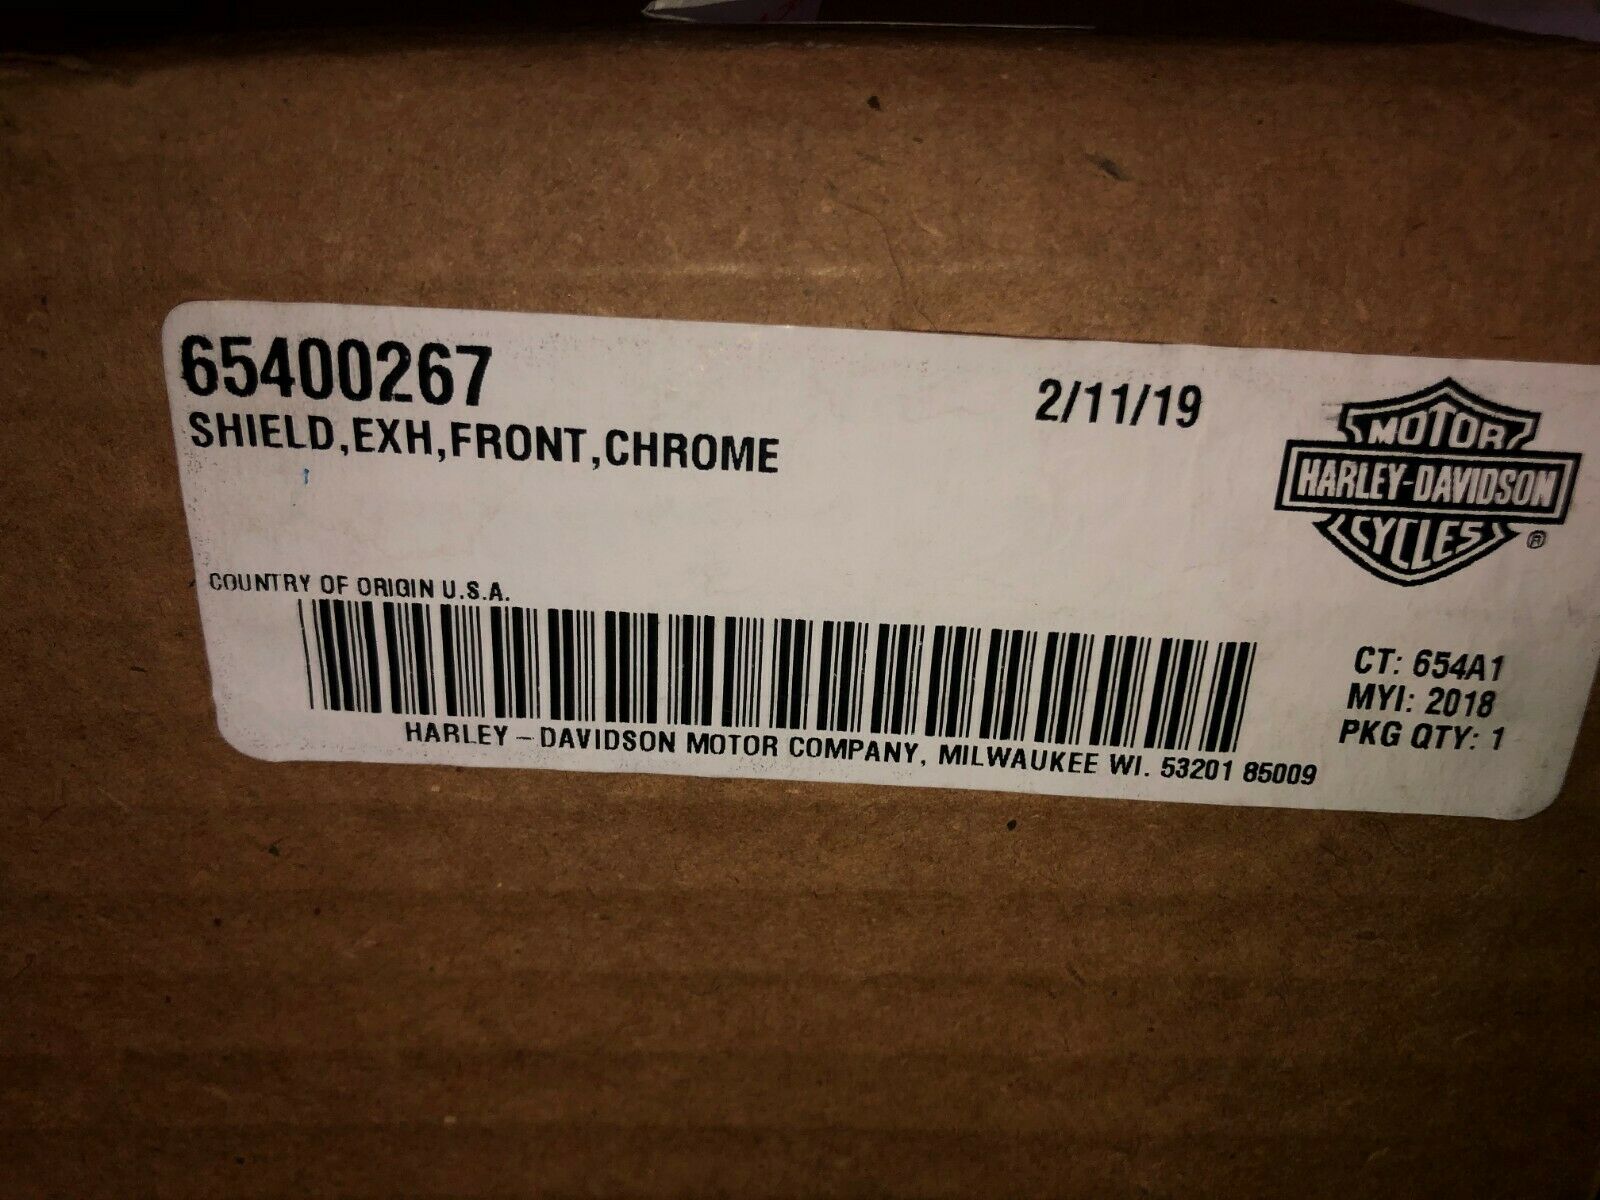 65400267
2/11/19
SHIELD,EXH,FRONT,CHROME
MOTOR
HARLEY-DAVIDSON
CYCLES ®
COUNTRY OF ORIGIN U.S.A.
CT: 654A1
MYI: 2018
PKG QTY: 1
HARLEY-DAVIDSON MOTOR COMPANY, MILWAUKEE WI. 53201 85009